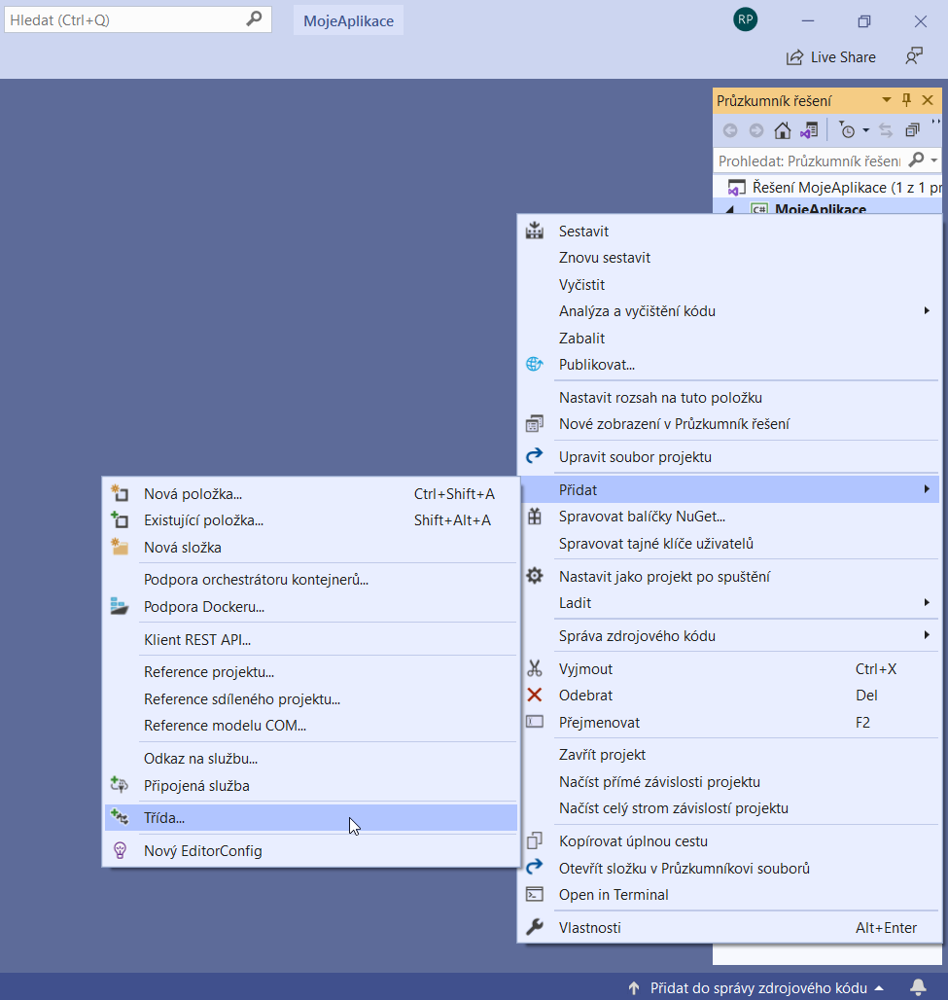 Hledat (Ctrl+Q)
MojeAplikace
RP
Live Share
Průzkumník řešení
Prohledat: Průzkumník řešení
Řešení MojeAplikace (1 z 1 pr
C# MojeAplikace
Sestavit
Znovu sestavit
Vyčistit
Analýza a vyčištění kódu
Zabalit
Publikovat...
Nastavit rozsah na tuto položku
Nové zobrazení v Průzkumník řešení
Upravit soubor projektu
Přidat
Spravovat balíčky NuGet...
Spravovat tajné klíče uživatelů
Nastavit jako projekt po spuštění
Ladit
Správa zdrojového kódu
Vyjmout Ctrl+X
Odebrat Del
Přejmenovat F2
Zavřít projekt
Načíst přímé závislosti projektu
Načíst celý strom závislostí projektu
Kopírovat úplnou cestu
Otevřít složku v Průzkumníkovi souborů
Open in Terminal
Vlastnosti Alt+Enter
Nová položka... Ctrl+Shift+A
Existující položka... Shift+Alt+A
Nová složka
Podpora orchestrátoru kontejnerů...
Podpora Dockeru...
Klient REST API...
Reference projektu...
Reference sdíleného projektu...
Reference modelu COM...
Odkaz na službu...
Připojená služba
Třída...
Nový EditorConfig
Přidat do správy zdrojového kódu